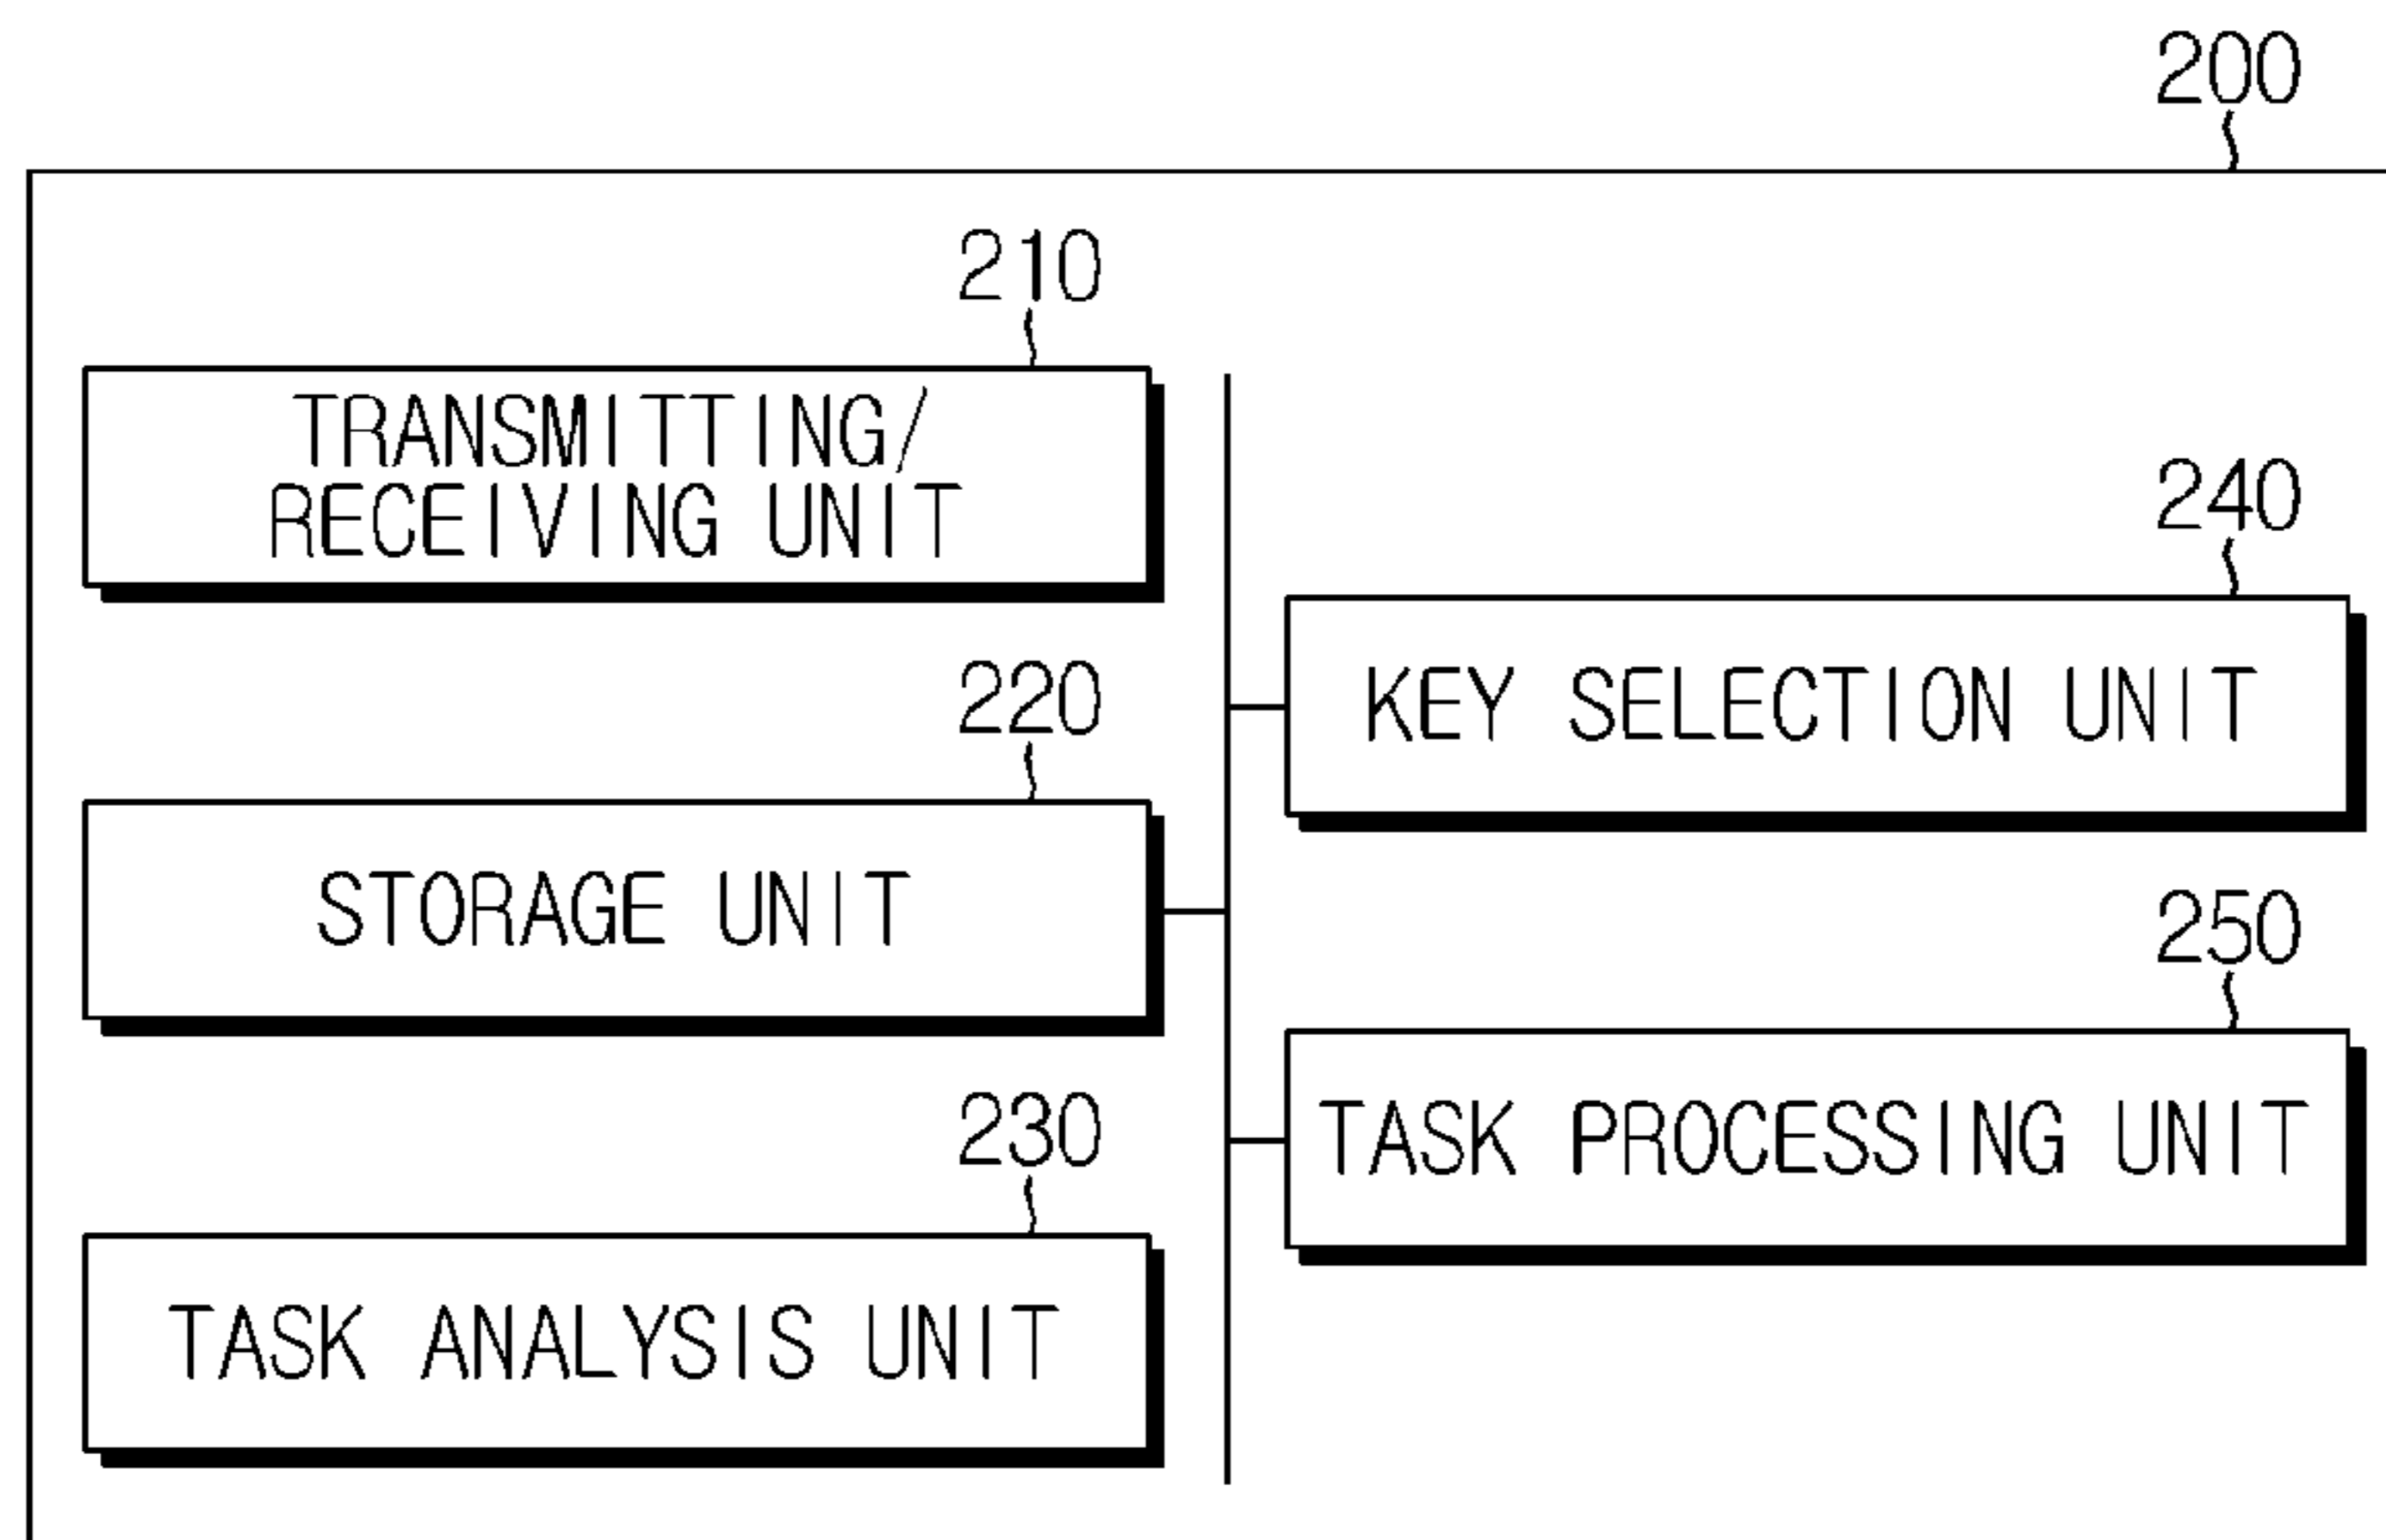 200
210
TRANSMITTING/
RECEIVING UNIT
220
STORAGE UNIT
230
TASK ANALYSIS UNIT
240
KEY SELECTION UNIT
250
TASK PROCESSING UNIT